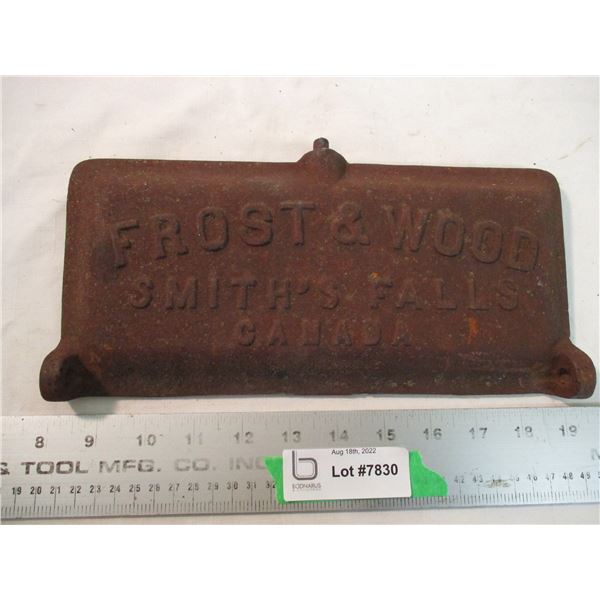 FROST & WOOD
SMITH'S FALLS
CANADA
8 9 10 11 12 13 14 15 16 17 18 19
TOOL MFG. CO. INC
Aug 18th, 2022
Lot #7830
b
BODNARUS
19 20 21 22 23 24 25 26 27 28 29 30 31 32 42 43 44 45 46 47 48 49